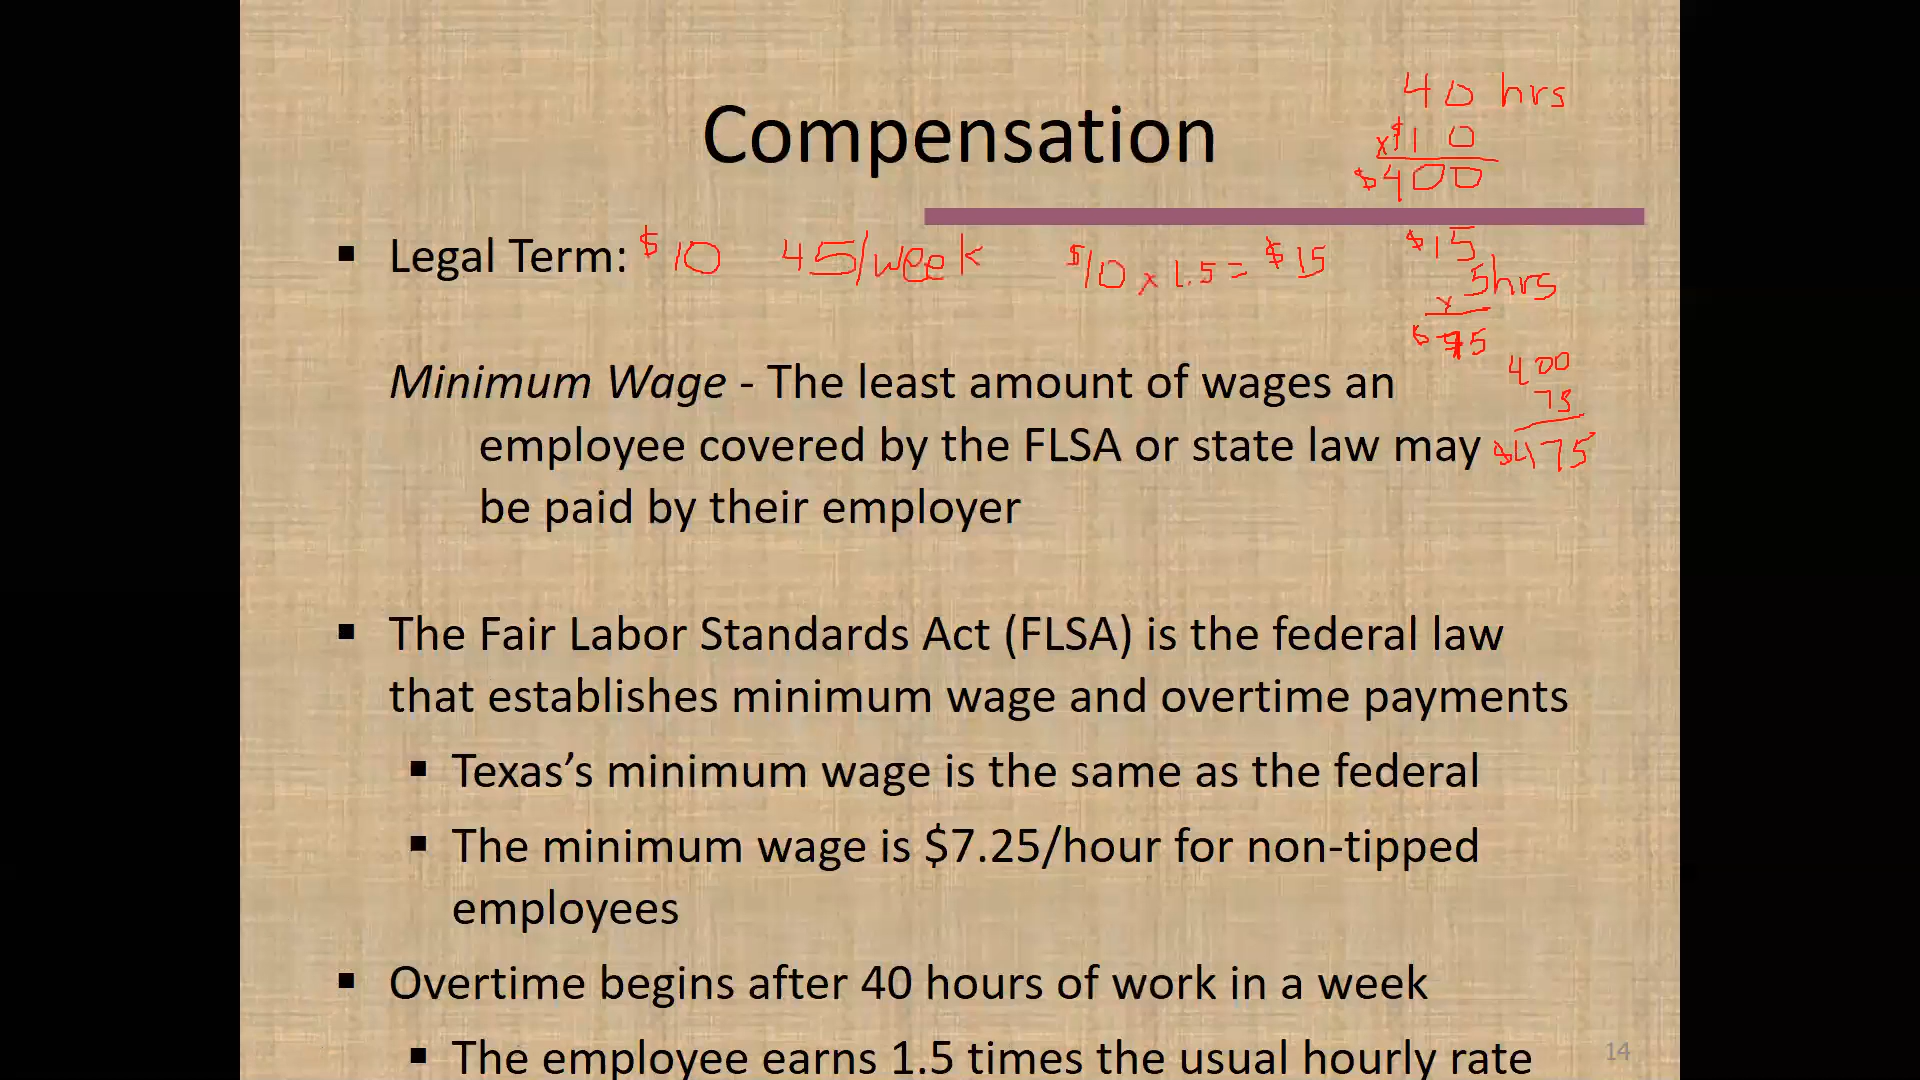 Compensation
40 hrs
x$10
$400
▪ Legal Term: $10 45/week $10 x 1.5 = $15
$15
x 5hrs
$75
400
75
$475
Minimum Wage - The least amount of wages an
employee covered by the FLSA or state law may
be paid by their employer
▪ The Fair Labor Standards Act (FLSA) is the federal law
that establishes minimum wage and overtime payments
▪ Texas’s minimum wage is the same as the federal
▪ The minimum wage is $7.25/hour for non-tipped
employees
▪ Overtime begins after 40 hours of work in a week
▪ The employee earns 1.5 times the usual hourly rate
14